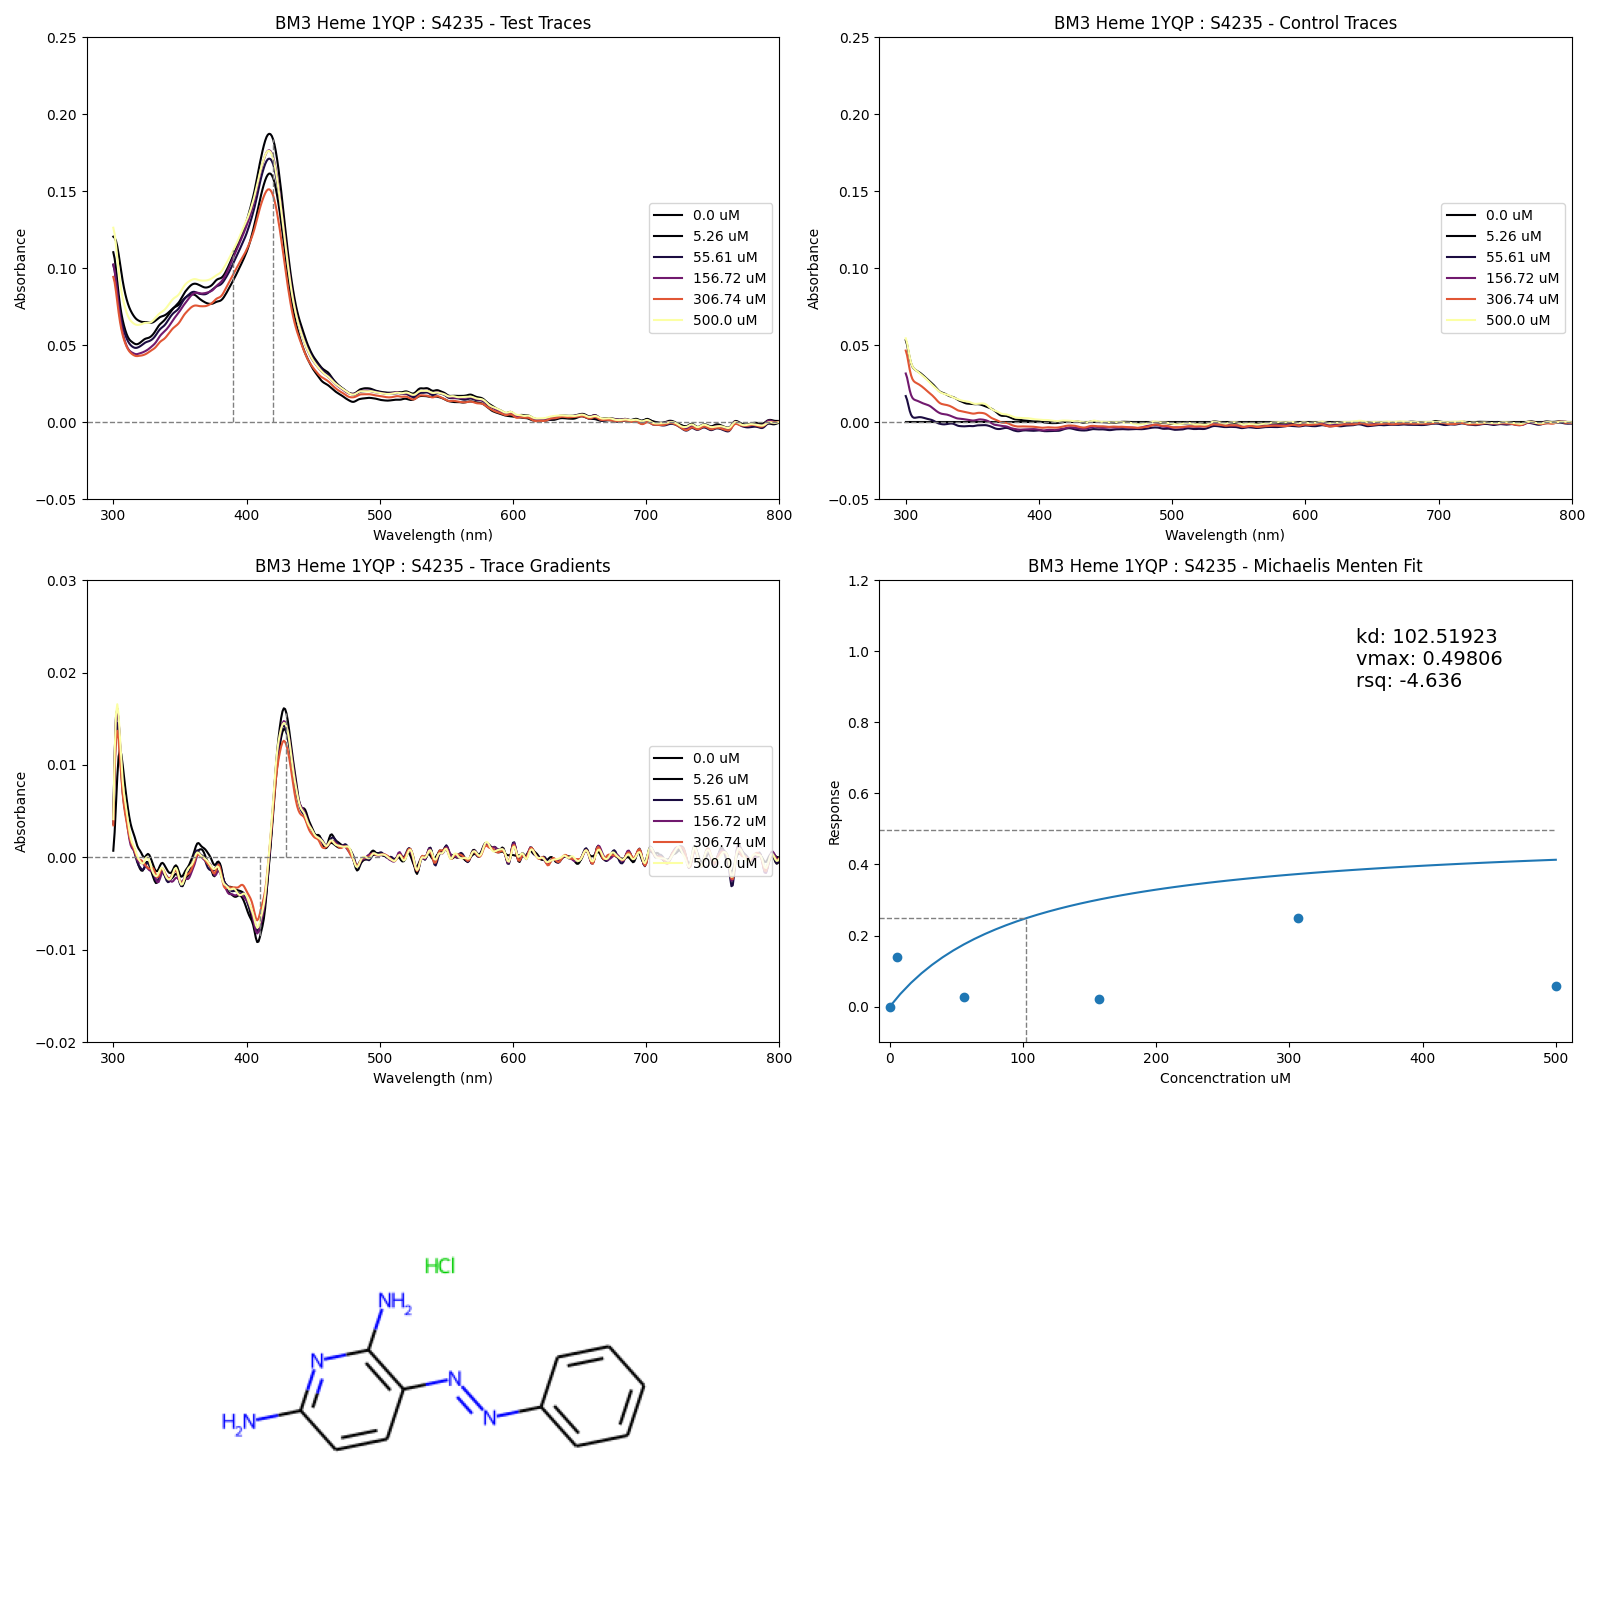 BM3 Heme 1YQP : S4235 - Test Traces
0.25
0.20
0.15
0.10
0.05
0.00
−0.05
Absorbance
300
400
500
600
700
800
Wavelength (nm)
0.0 uM
5.26 uM
55.61 uM
156.72 uM
306.74 uM
500.0 uM
BM3 Heme 1YQP : S4235 - Control Traces
0.25
0.20
0.15
0.10
0.05
0.00
−0.05
Absorbance
300
400
500
600
700
800
Wavelength (nm)
0.0 uM
5.26 uM
55.61 uM
156.72 uM
306.74 uM
500.0 uM
BM3 Heme 1YQP : S4235 - Trace Gradients
0.03
0.02
0.01
0.00
−0.01
−0.02
Absorbance
300
400
500
600
700
800
Wavelength (nm)
0.0 uM
5.26 uM
55.61 uM
156.72 uM
306.74 uM
500.0 uM
BM3 Heme 1YQP : S4235 - Michaelis Menten Fit
1.2
1.0
0.8
0.6
0.4
0.2
0.0
Response
kd: 102.51923
vmax: 0.49806
rsq: -4.636
0
100
200
300
400
500
Concenctration uM
HCl
NH2
N
N
N
H2N